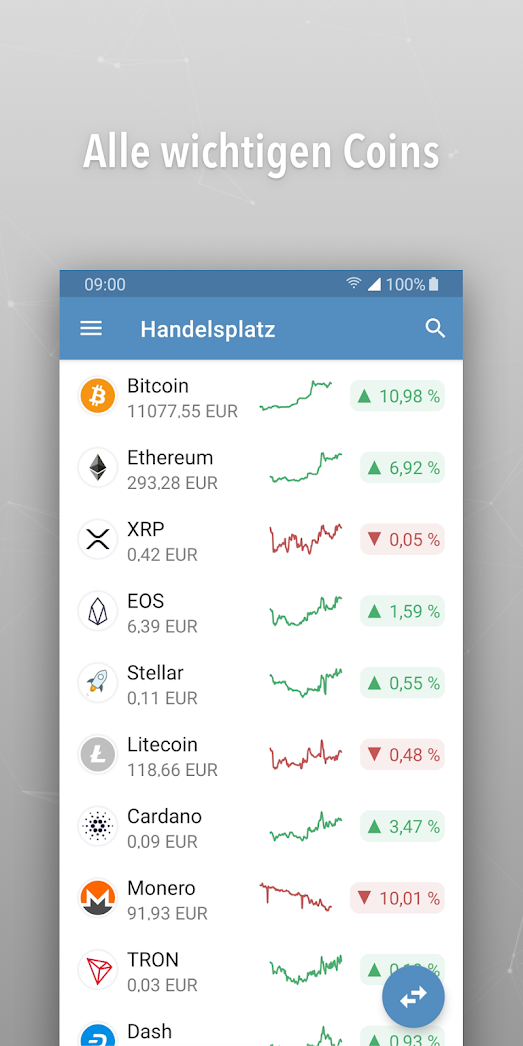 Alle wichtigen Coins
09:00 100%
Handelsplatz
Bitcoin
11077,55 EUR
10,98 %
Ethereum
293,28 EUR
6,92 %
XRP
0,42 EUR
0,05 %
EOS
6,39 EUR
1,59 %
Stellar
0,11 EUR
0,55 %
Litecoin
118,66 EUR
0,48 %
Cardano
0,09 EUR
3,47 %
Monero
91,93 EUR
10,01 %
TRON
0,03 EUR
Dash
0,93 %